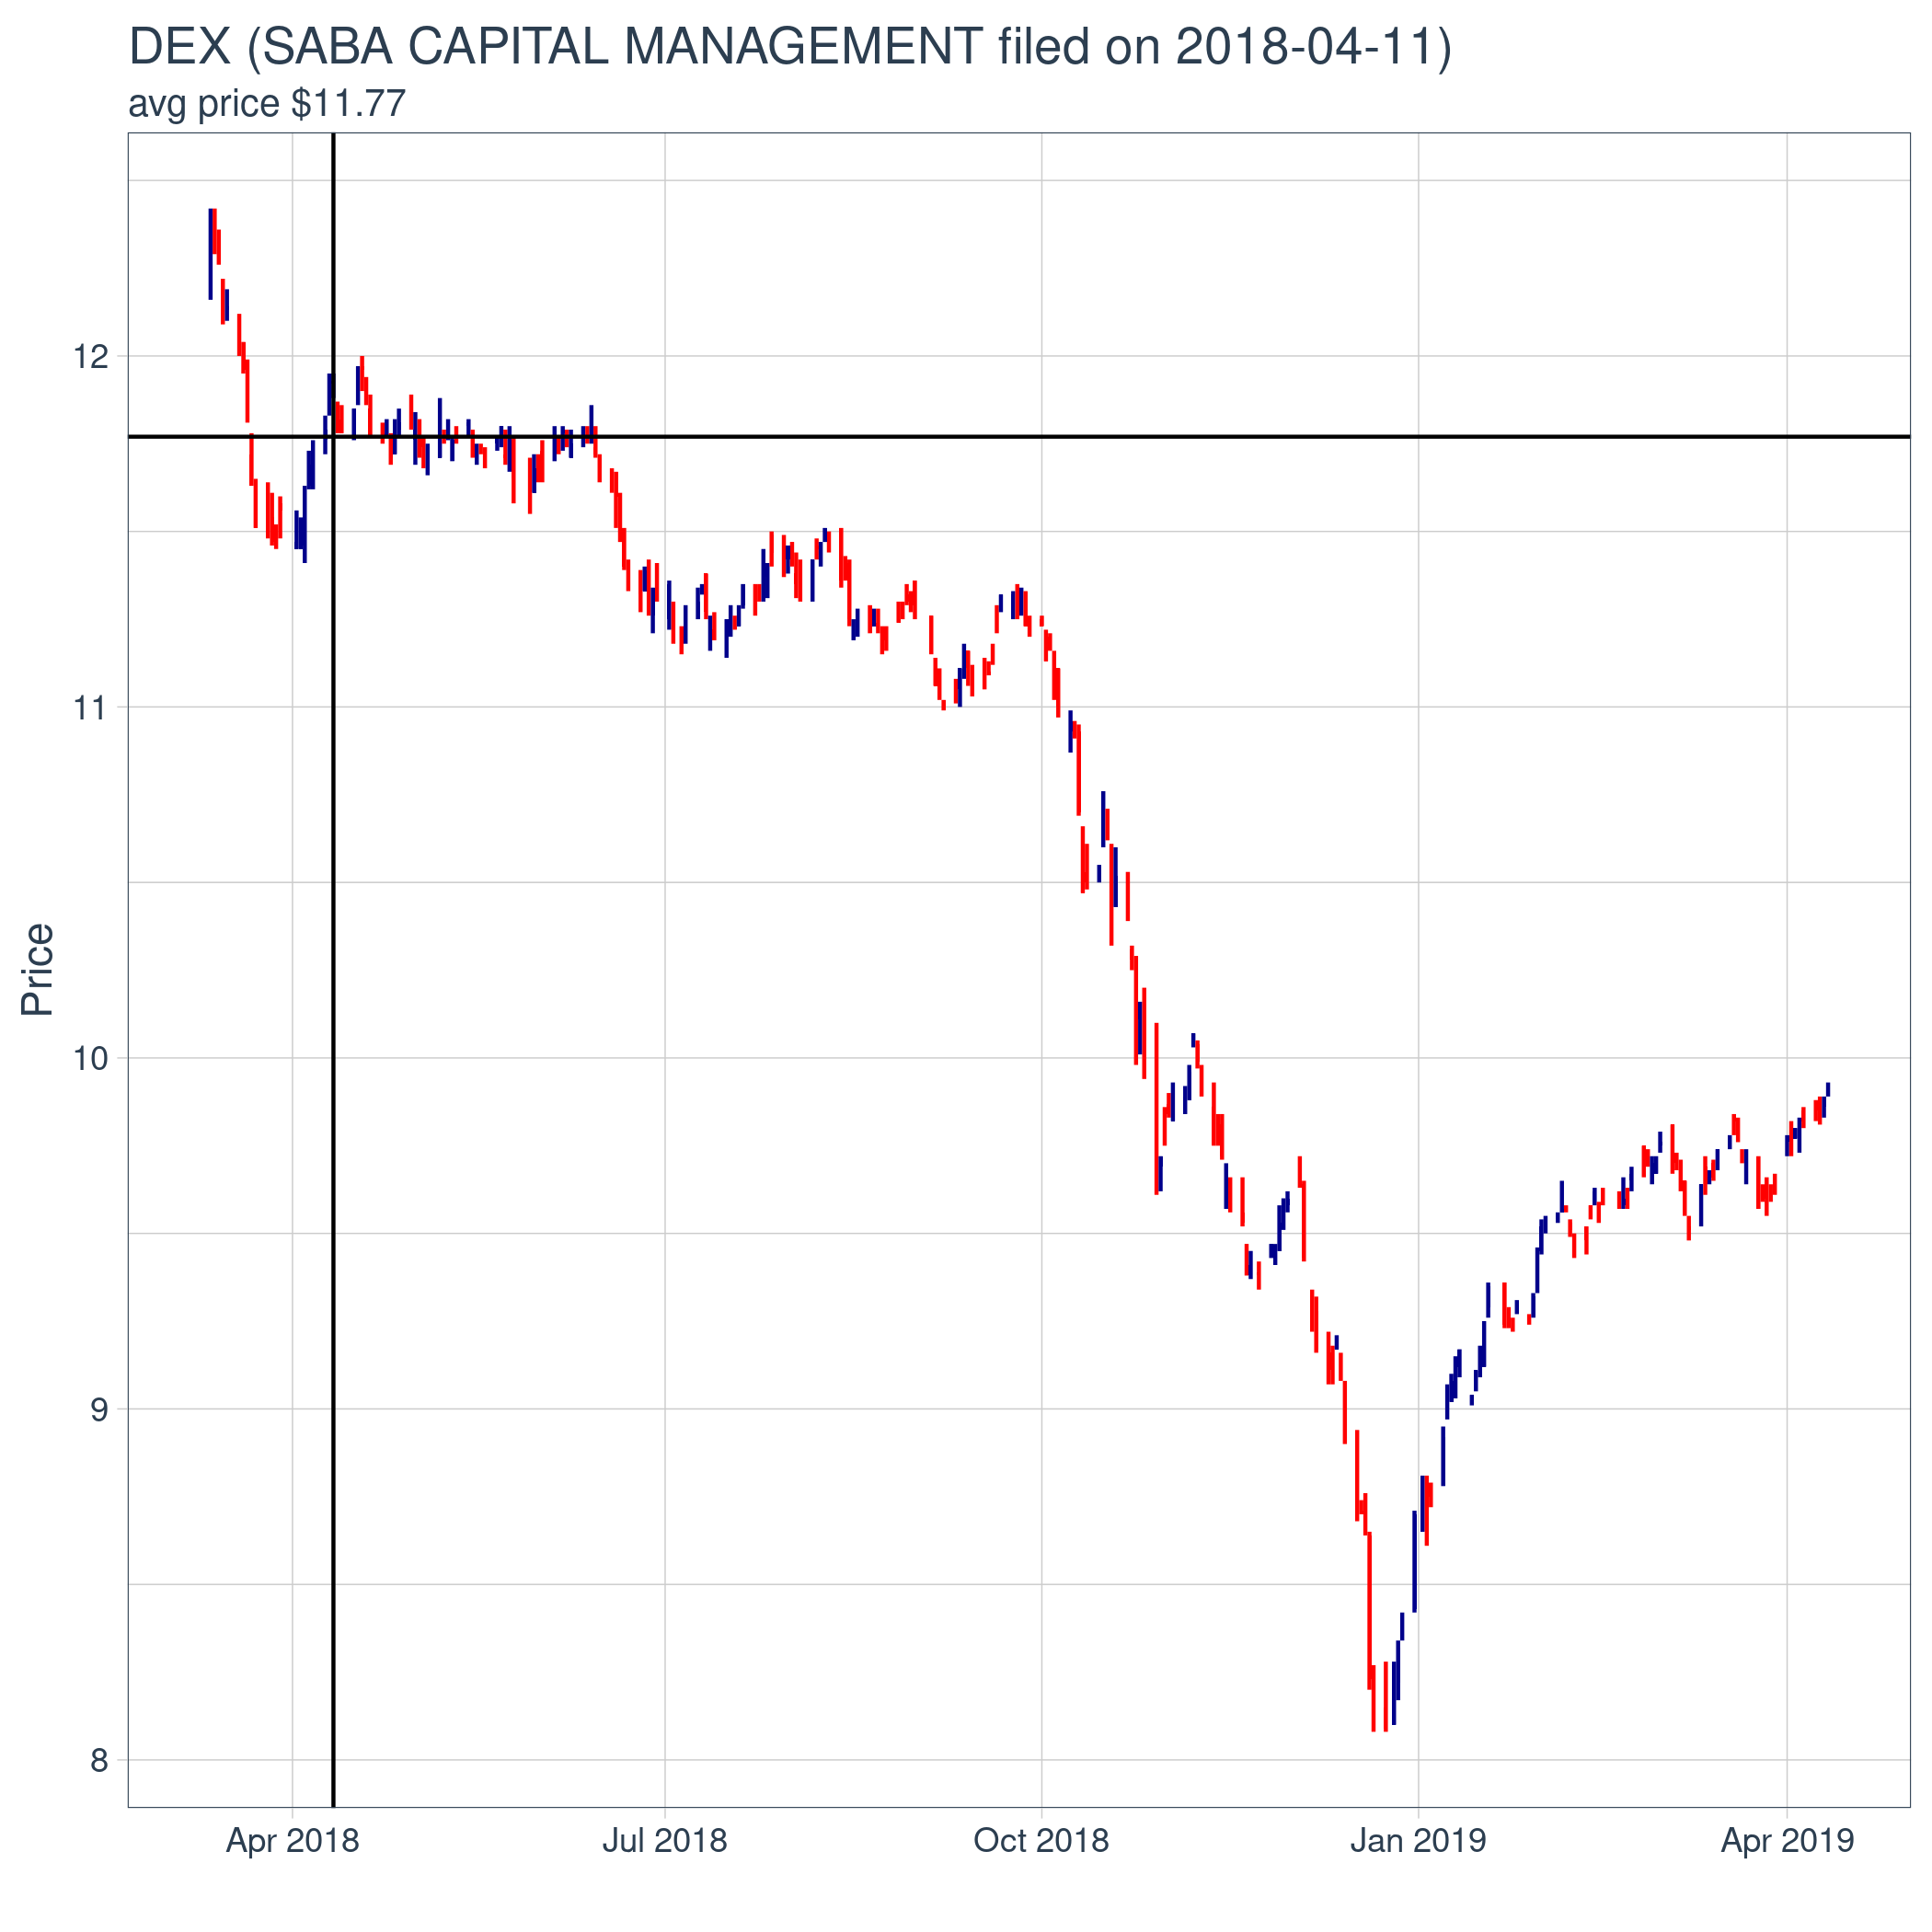 DEX (SABA CAPITAL MANAGEMENT filed on 2018-04-11)
avg price $11.77
Price
12
11
10
9
8
Apr 2018
Jul 2018
Oct 2018
Jan 2019
Apr 2019